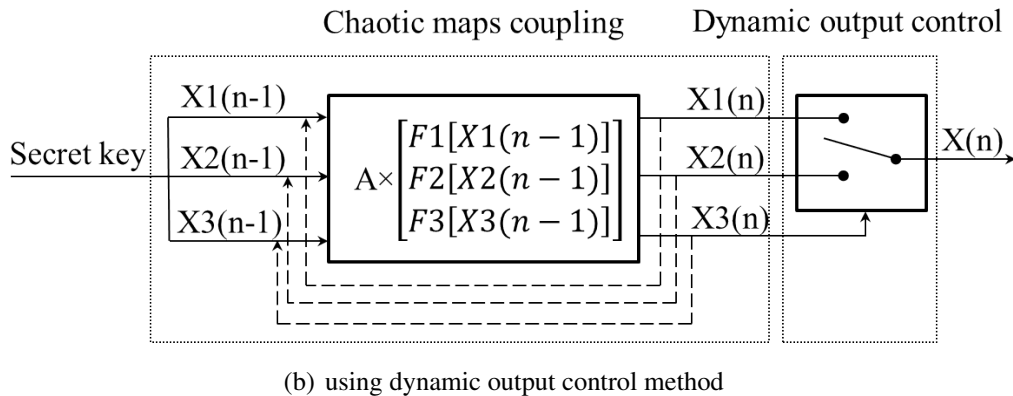 Chaotic maps coupling
Dynamic output control
X1(n-1)
X1(n)
Secret key
X2(n-1)
A×
F1[X1(n − 1)]
F2[X2(n − 1)]
F3[X3(n − 1)]
X2(n)
X(n)
X3(n-1)
X3(n)
(b) using dynamic output control method